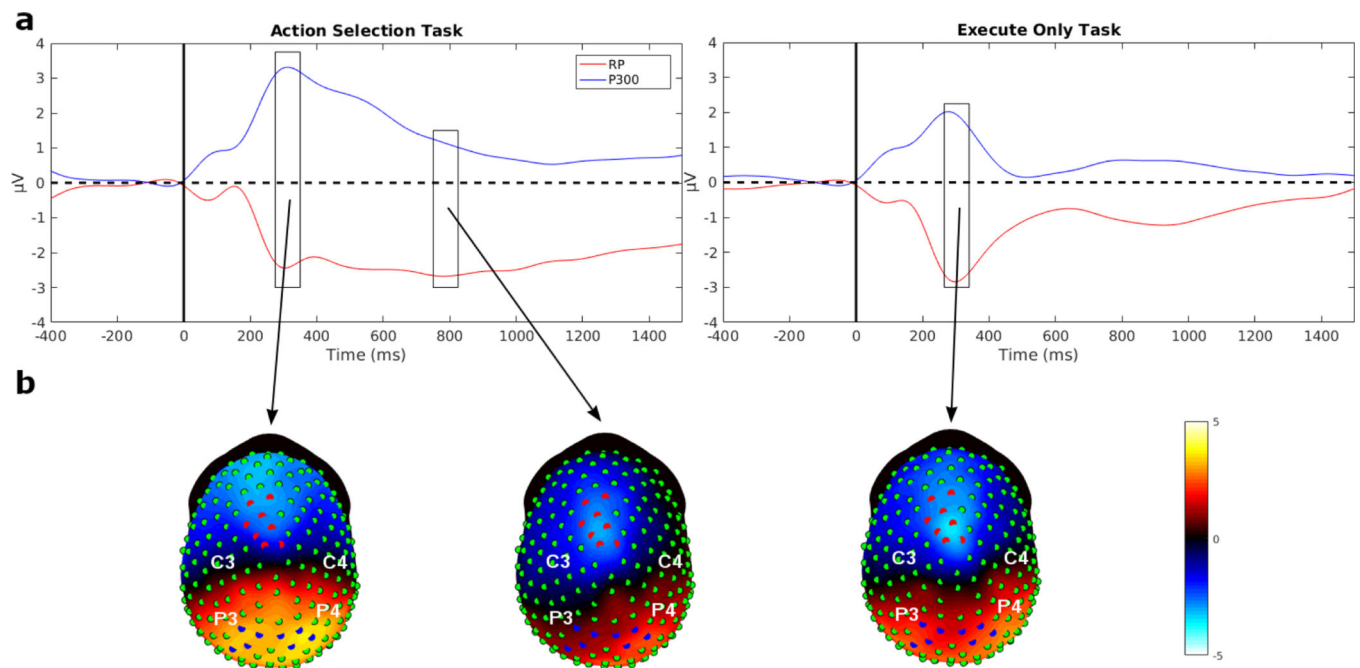 a
Action Selection Task
Execute Only Task
4
3
2
1
0
-1
-2
-3
-4
µV
-400 -200 0 200 400 600 800 1000 1200 1400
Time (ms)
RP
P300
4
3
2
1
0
-1
-2
-3
-4
µV
-400 -200 0 200 400 600 800 1000 1200 1400
Time (ms)
b
C3 C4
P3 P4
C3 C4
P3 P4
C3 C4
P3 P4
5
0
-5